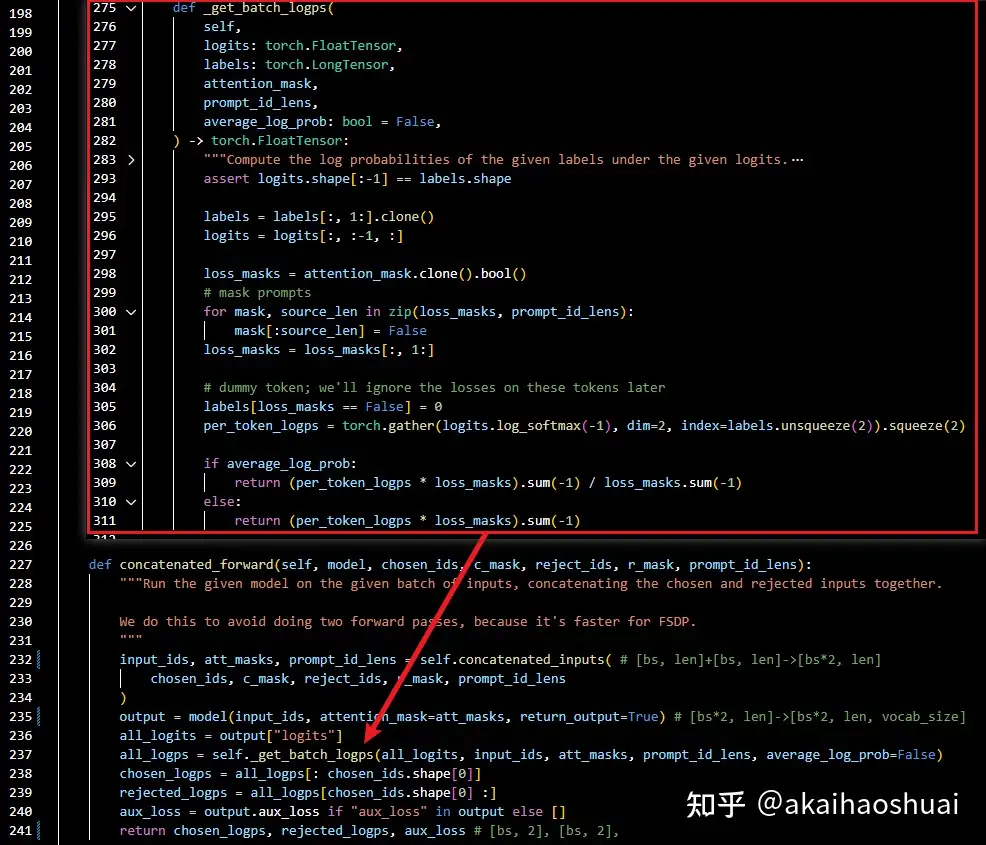 198
199
200
201
202
203
204
205
206
207
208
209
210
211
212
213
214
215
216
217
218
219
220
221
222
223
224
225
275 def _get_batch_logps(
276 self,
277 logits: torch.FloatTensor,
278 labels: torch.LongTensor,
279 attention_mask,
280 prompt_id_lens,
281 average_log_prob: bool = False,
282 ) -> torch.FloatTensor:
283 """Compute the log probabilities of the given labels under the given logits.…
293 assert logits.shape[:-1] == labels.shape
294
295 labels = labels[:, 1:].clone()
296 logits = logits[:, :-1, :]
297
298 loss_masks = attention_mask.clone().bool()
299 # mask prompts
300 for mask, source_len in zip(loss_masks, prompt_id_lens):
301 mask[:source_len] = False
302 loss_masks = loss_masks[:, 1:]
303
304 # dummy token; we'll ignore the losses on these tokens later
305 labels[loss_masks == False] = 0
306 per_token_logps = torch.gather(logits.log_softmax(-1), dim=2, index=labels.unsqueeze(2)).squeeze(2)
307
308 if average_log_prob:
309 return (per_token_logps * loss_masks).sum(-1) / loss_masks.sum(-1)
310 else:
311 return (per_token_logps * loss_masks).sum(-1)
312
226
227 def concatenated_forward(self, model, chosen_ids, c_mask, reject_ids, r_mask, prompt_id_lens):
228 """Run the given model on the given batch of inputs, concatenating the chosen and rejected inputs together.
229
230 We do this to avoid doing two forward passes, because it's faster for FSDP.
231 """
232 input_ids, att_masks, prompt_id_lens = self.concatenated_inputs( # [bs, len]+[bs, len]->[bs*2, len]
233 chosen_ids, c_mask, reject_ids, r_mask, prompt_id_lens
234 )
235 output = model(input_ids, attention_mask=att_masks, return_output=True) # [bs*2, len]->[bs*2, len, vocab_size]
236 all_logits = output["logits"]
237 all_logps = self._get_batch_logps(all_logits, input_ids, att_masks, prompt_id_lens, average_log_prob=False)
238 chosen_logps = all_logps[: chosen_ids.shape[0]]
239 rejected_logps = all_logps[chosen_ids.shape[0] :]
240 aux_loss = output.aux_loss if "aux_loss" in output else []
241 return chosen_logps, rejected_logps, aux_loss # [bs, 2], [bs, 2],
知乎 @akaihaoshuai